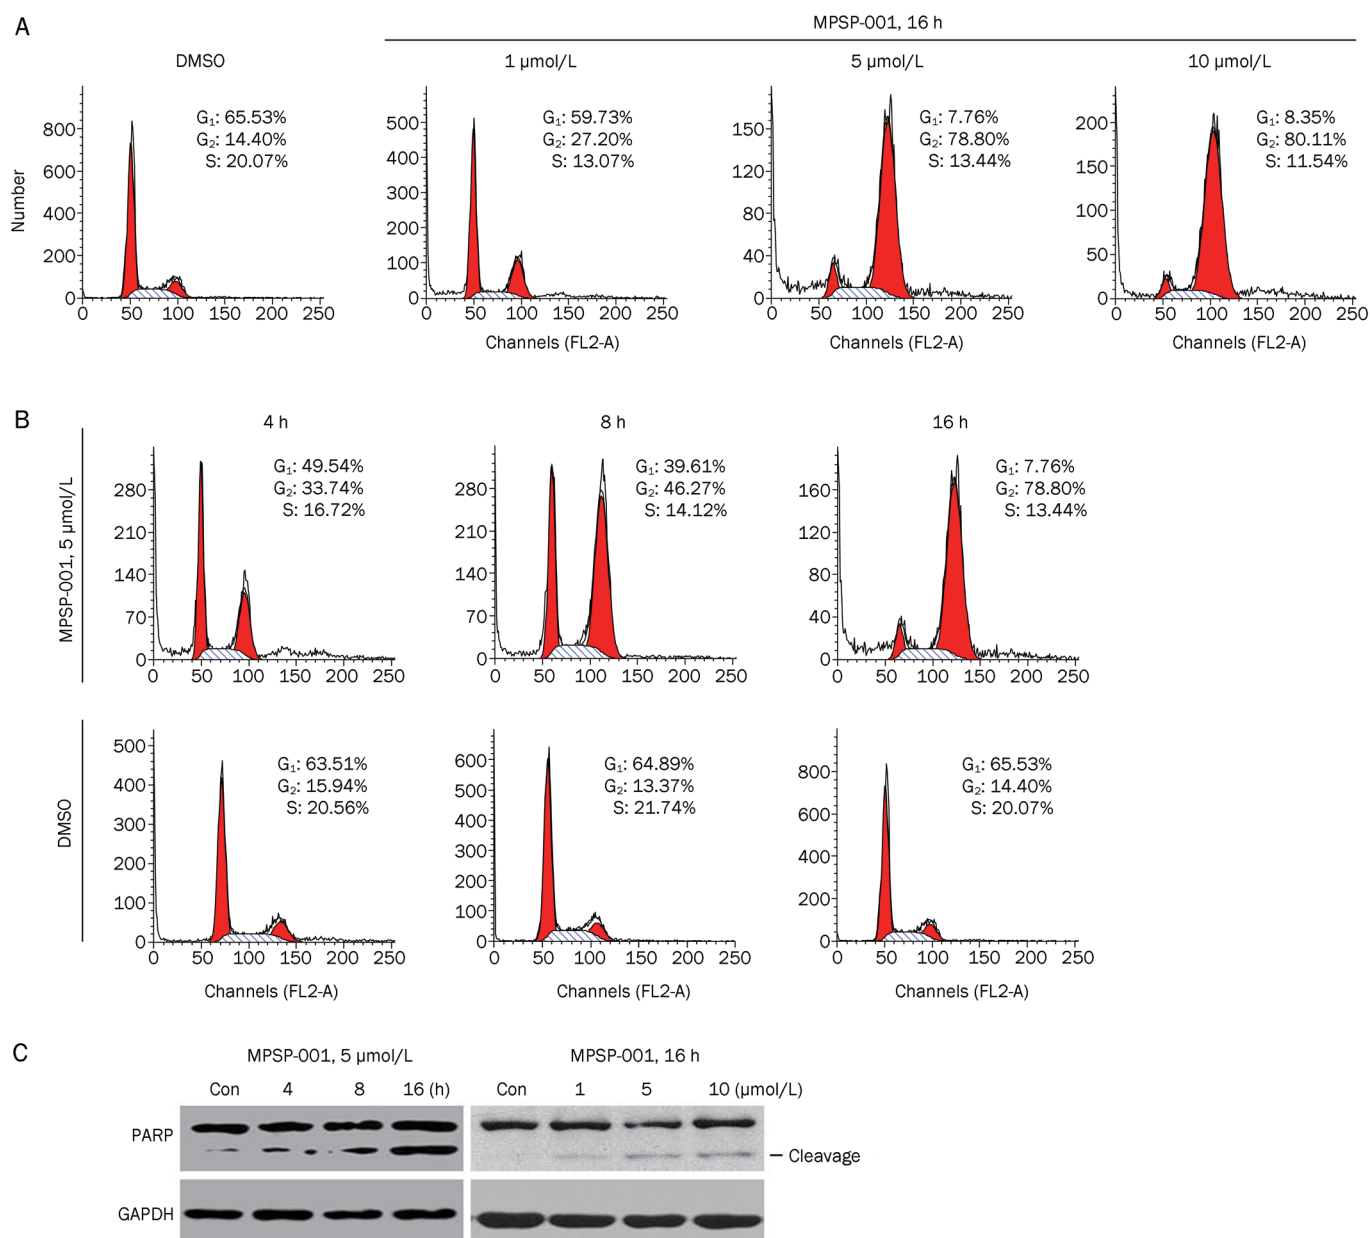 A
MPSP-001, 16 h
DMSO
1 μmol/L
5 μmol/L
10 μmol/L
Number
800
600
400
200
0
0 50 100 150 200 250
G₁: 65.53%
G₂: 14.40%
S: 20.07%
500
400
300
200
100
0
0 50 100 150 200 250
G₁: 59.73%
G₂: 27.20%
S: 13.07%
Channels (FL2-A)
150
120
80
40
0
0 50 100 150 200 250
G₁: 7.76%
G₂: 78.80%
S: 13.44%
Channels (FL2-A)
200
150
100
50
0
0 50 100 150 200 250
G₁: 8.35%
G₂: 80.11%
S: 11.54%
Channels (FL2-A)
B
4 h
8 h
16 h
MPSP-001, 5 μmol/L
280
210
140
70
0
0 50 100 150 200 250
G₁: 49.54%
G₂: 33.74%
S: 16.72%
280
210
140
70
0
0 50 100 150 200 250
G₁: 39.61%
G₂: 46.27%
S: 14.12%
160
120
80
40
0
0 50 100 150 200 250
G₁: 7.76%
G₂: 78.80%
S: 13.44%
DMSO
500
400
300
200
100
0
0 50 100 150 200 250
G₁: 63.51%
G₂: 15.94%
S: 20.56%
Channels (FL2-A)
600
500
400
300
200
100
0
0 50 100 150 200 250
G₁: 64.89%
G₂: 13.37%
S: 21.74%
Channels (FL2-A)
800
600
400
200
0
0 50 100 150 200 250
G₁: 65.53%
G₂: 14.40%
S: 20.07%
Channels (FL2-A)
C
MPSP-001, 5 μmol/L
MPSP-001, 16 h
Con 4 8 16 (h)
Con 1 5 10 (μmol/L)
PARP
Cleavage
GAPDH